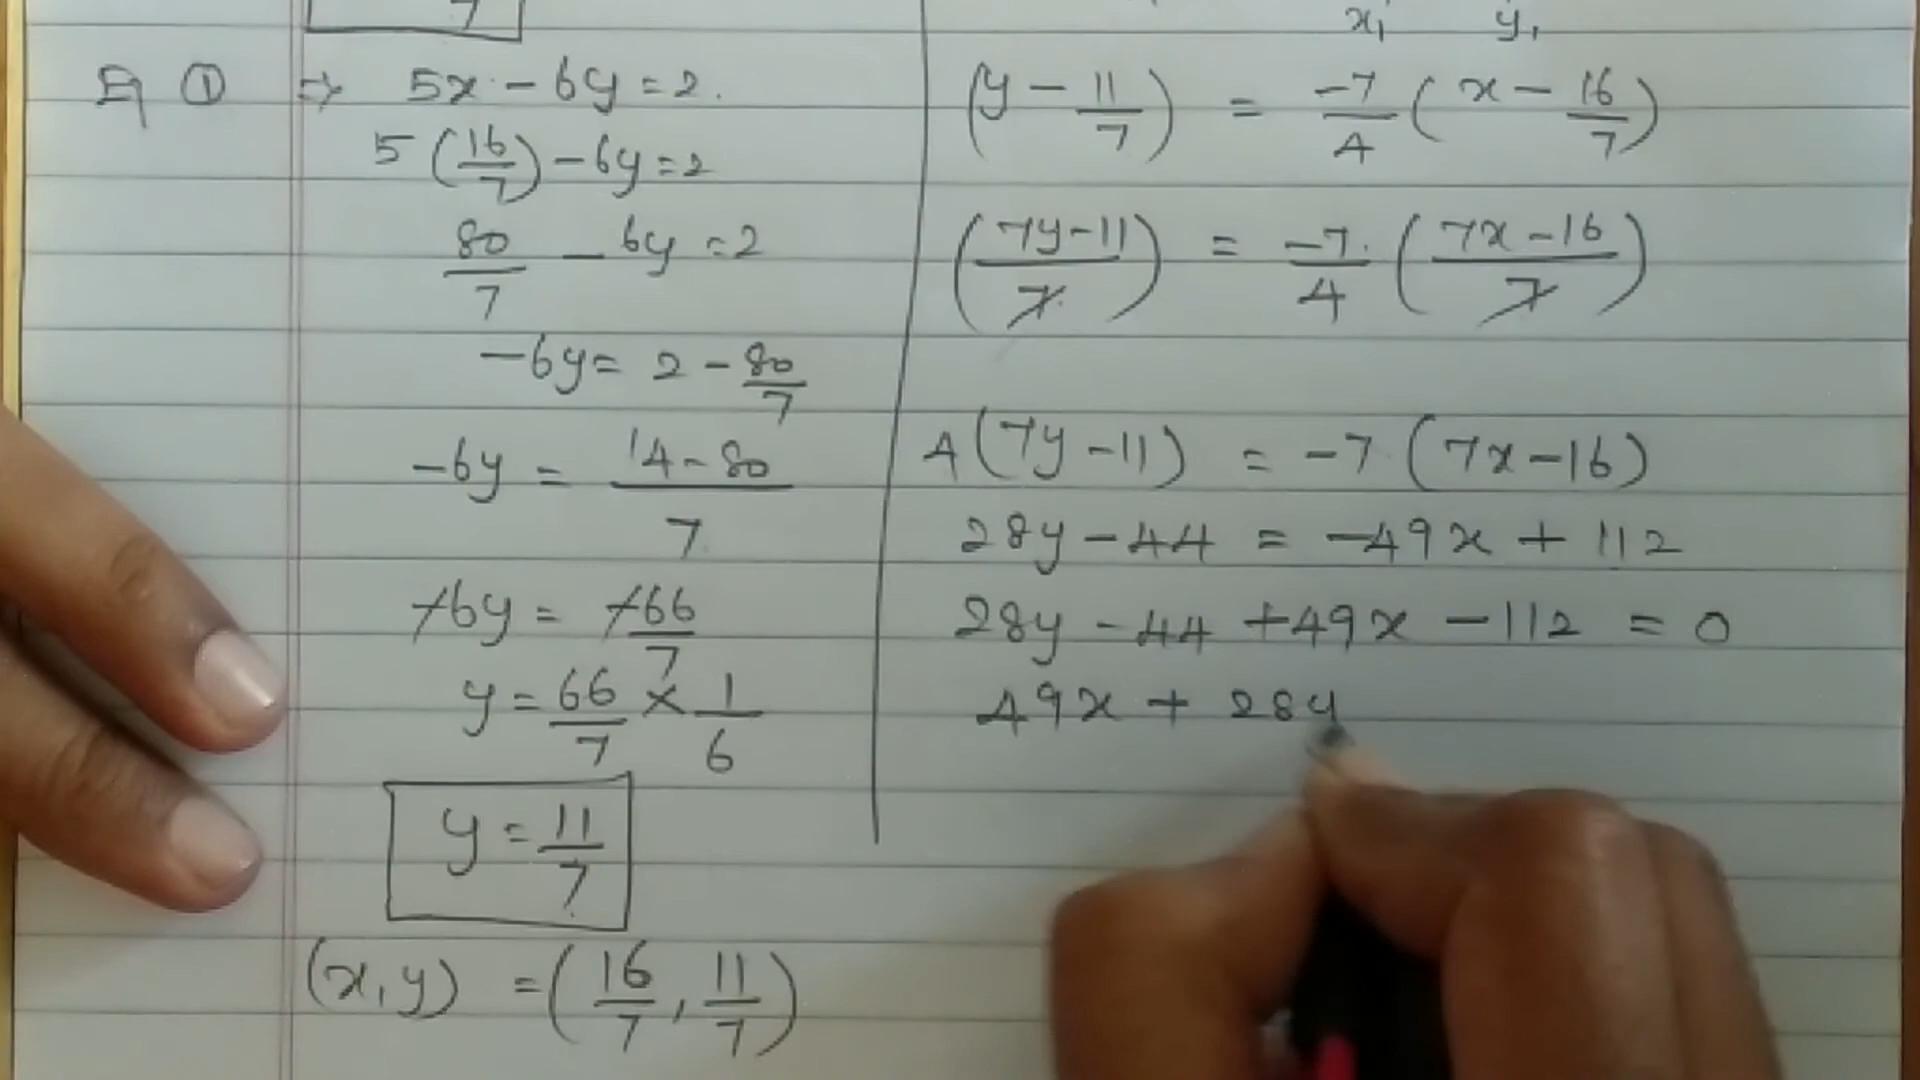 7
Eq ① ⇒ 5x - 6y = 2.
5(16/7) - 6y = 2
80/7 - 6y = 2
-6y = 2 - 80/7
-6y = 14-80/7
-6y = -66/7
y = 66/7 × 1/6
y = 11/7
(x,y) = (16/7, 11/7)
x₁ y₁
(y - 11/7) = -7/4 (x - 16/7)
(7y-11/7) = -7/4 (7x-16/7)
4(7y-11) = -7(7x-16)
28y - 44 = -49x + 112
28y - 44 + 49x - 112 = 0
49x + 28y